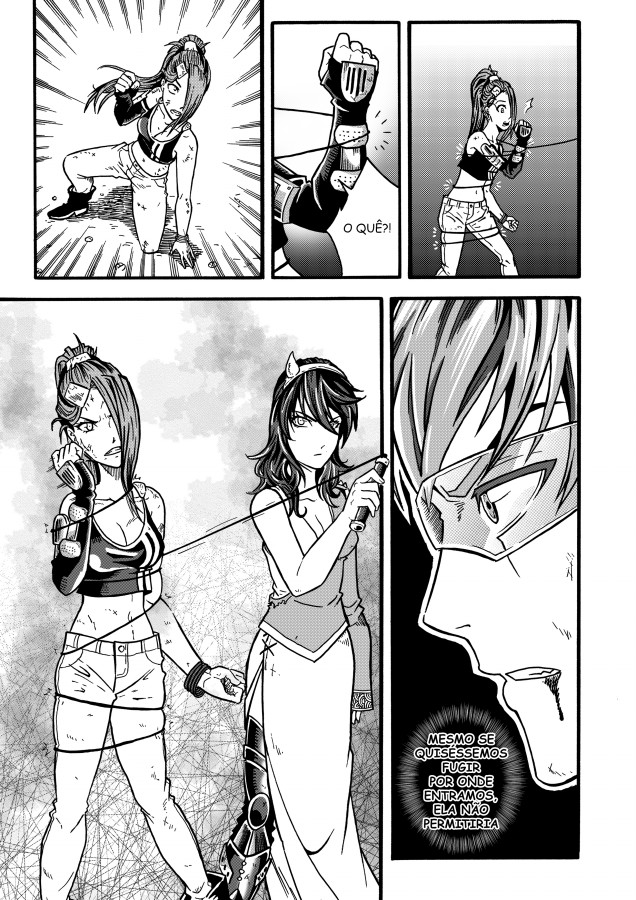 O QUÊ?!
MESMO SE
QUISÉSSEMOS
FUGIR
POR ONDE
ENTRAMOS,
ELA NÃO
PERMITIRIA